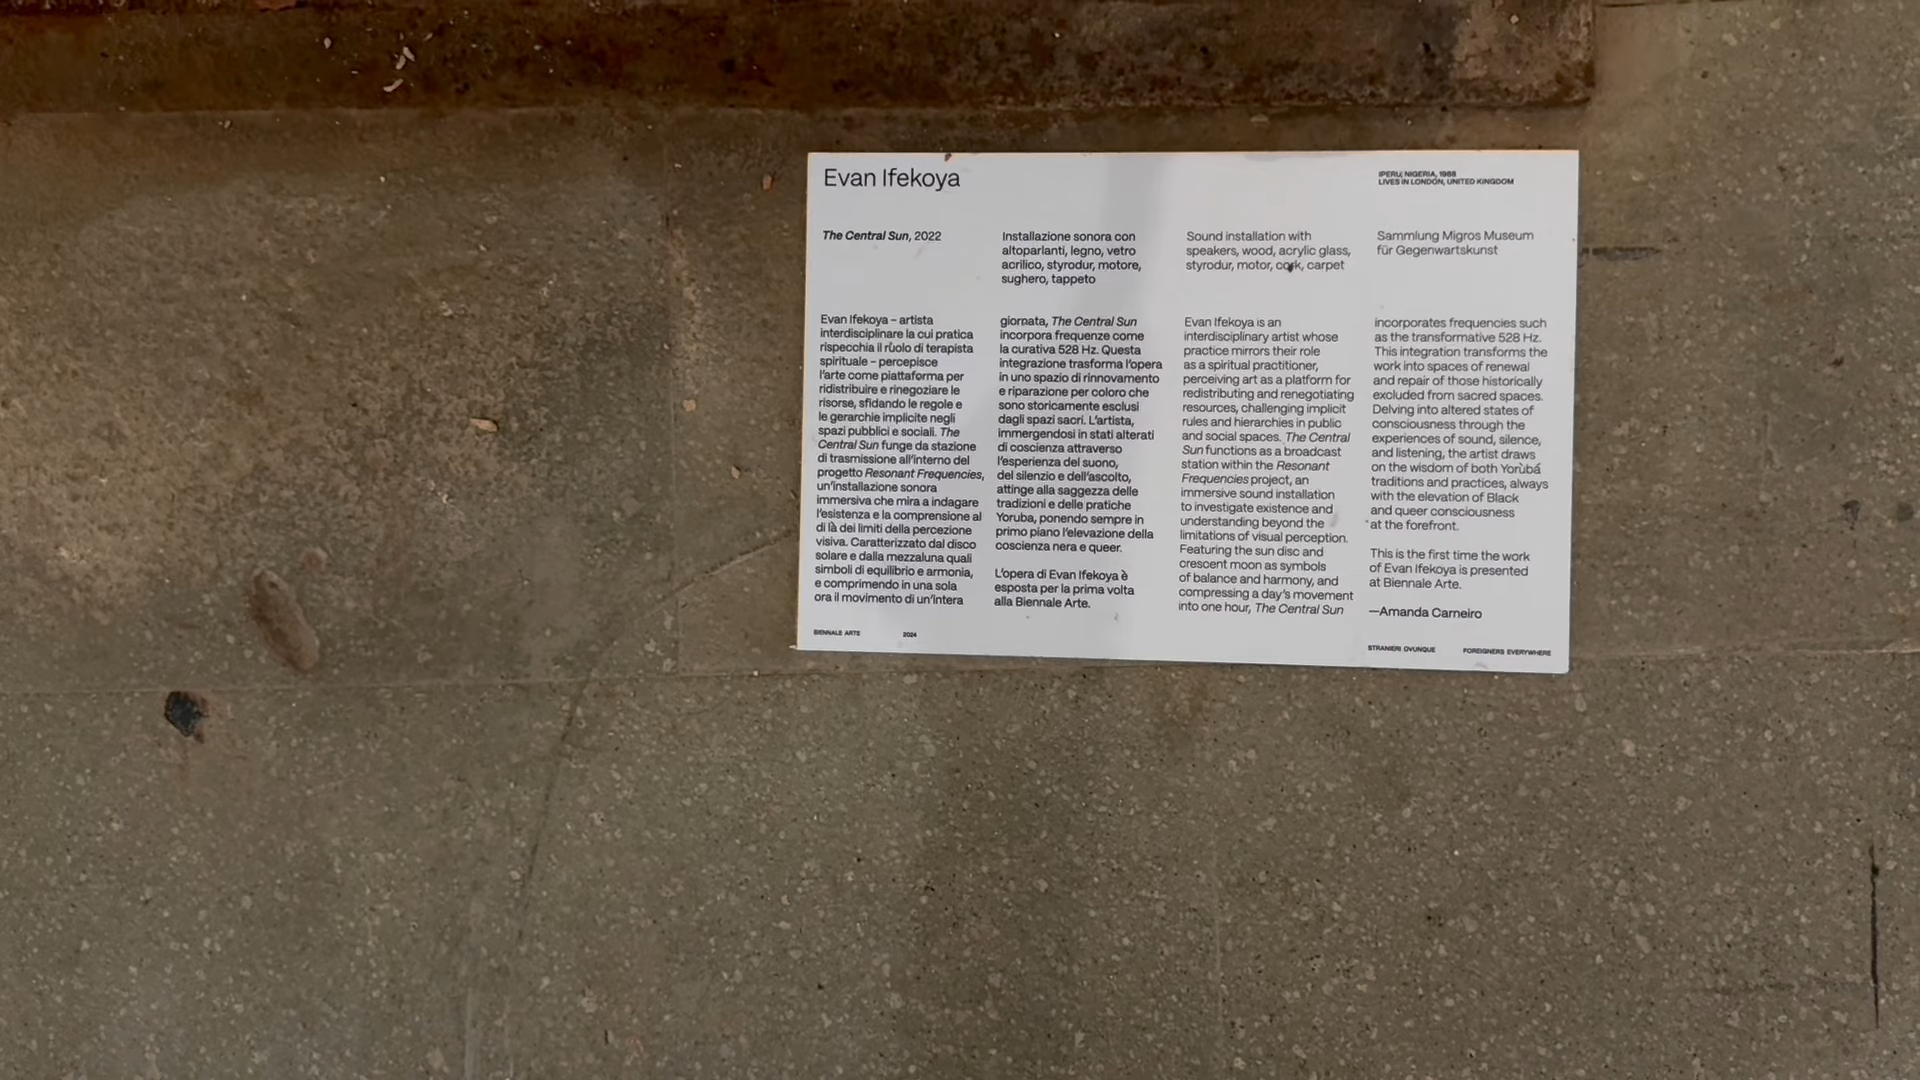 Evan Ifekoya
IPERU, NIGERIA, 1988
LIVES IN LONDON, UNITED KINGDOM
The Central Sun, 2022
Installazione sonora con
altoparlanti, legno, vetro
acrilico, styrodur, motore,
sughero, tappeto
Sound installation with
speakers, wood, acrylic glass,
styrodur, motor, cork, carpet
Sammlung Migros Museum
für Gegenwartskunst
Evan Ifekoya – artista
interdisciplinare la cui pratica
rispecchia il ruolo di terapista
spirituale – percepisce
l'arte come piattaforma per
ridistribuire e rinegoziare le
risorse, sfidando le regole e
le gerarchie implicite negli
spazi pubblici e sociali. The
Central Sun funge da stazione
di trasmissione all'interno del
progetto Resonant Frequencies,
un'installazione sonora
immersiva che mira a indagare
l'esistenza e la comprensione al
di là dei limiti della percezione
visiva. Caratterizzato dal disco
solare e dalla mezzaluna quali
simboli di equilibrio e armonia,
e comprimendo in una sola
ora il movimento di un'intera
giornata, The Central Sun
incorpora frequenze come
la curativa 528 Hz. Questa
integrazione trasforma l'opera
in uno spazio di rinnovamento
e riparazione per coloro che
sono storicamente esclusi
dagli spazi sacri. L'artista,
immergendosi in stati alterati
di coscienza attraverso
l'esperienza del suono,
del silenzio e dell'ascolto,
attinge alla saggezza delle
tradizioni e delle pratiche
Yoruba, ponendo sempre in
primo piano l'elevazione della
coscienza nera e queer.
L'opera di Evan Ifekoya è
esposta per la prima volta
alla Biennale Arte.
Evan Ifekoya is an
interdisciplinary artist whose
practice mirrors their role
as a spiritual practitioner,
perceiving art as a platform for
redistributing and renegotiating
resources, challenging implicit
rules and hierarchies in public
and social spaces. The Central
Sun functions as a broadcast
station within the Resonant
Frequencies project, an
immersive sound installation
to investigate existence and
understanding beyond the
limitations of visual perception.
Featuring the sun disc and
crescent moon as symbols
of balance and harmony, and
compressing a day's movement
into one hour, The Central Sun
incorporates frequencies such
as the transformative 528 Hz.
This integration transforms the
work into spaces of renewal
and repair of those historically
excluded from sacred spaces.
Delving into altered states of
consciousness through the
experiences of sound, silence,
and listening, the artist draws
on the wisdom of both Yorùbá
traditions and practices, always
with the elevation of Black
and queer consciousness
at the forefront.
This is the first time the work
of Evan Ifekoya is presented
at Biennale Arte.
—Amanda Carneiro
BIENNALE ARTE 2024
STRANIERI OVUNQUE FOREIGNERS EVERYWHERE